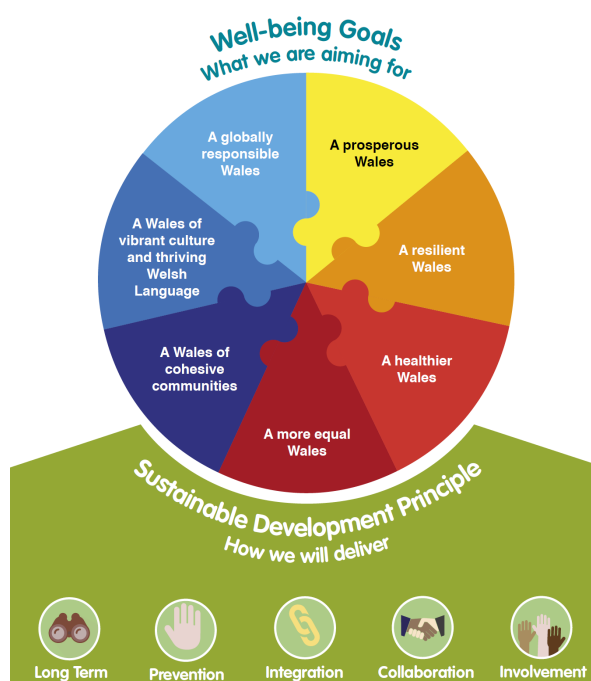 Well-being Goals
What we are aiming for
A prosperous
Wales
A resilient
Wales
A healthier
Wales
A more equal
Wales
A Wales of
cohesive
communities
A Wales of
vibrant culture
and thriving
Welsh
Language
A globally
responsible
Wales
Sustainable Development Principle
How we will deliver
Long Term
Prevention
Integration
Collaboration
Involvement